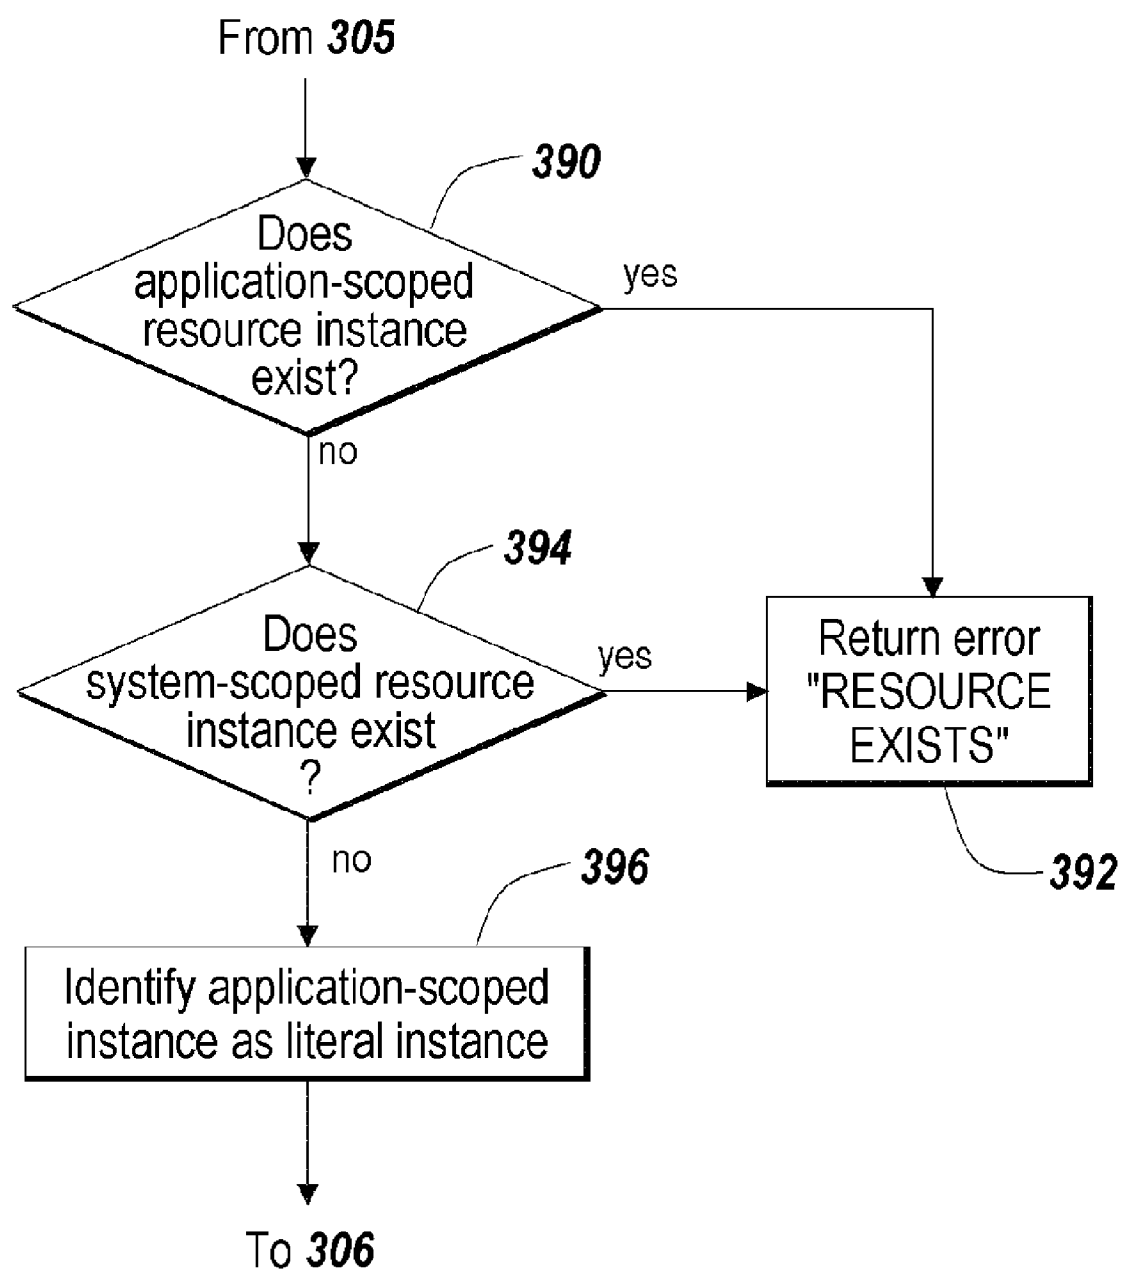 From 305
390
Does
application-scoped
resource instance
exist?
yes
no
394
Does
system-scoped resource
instance exist
?
yes
Return error
"RESOURCE
EXISTS"
392
no
396
Identify application-scoped
instance as literal instance
To 306